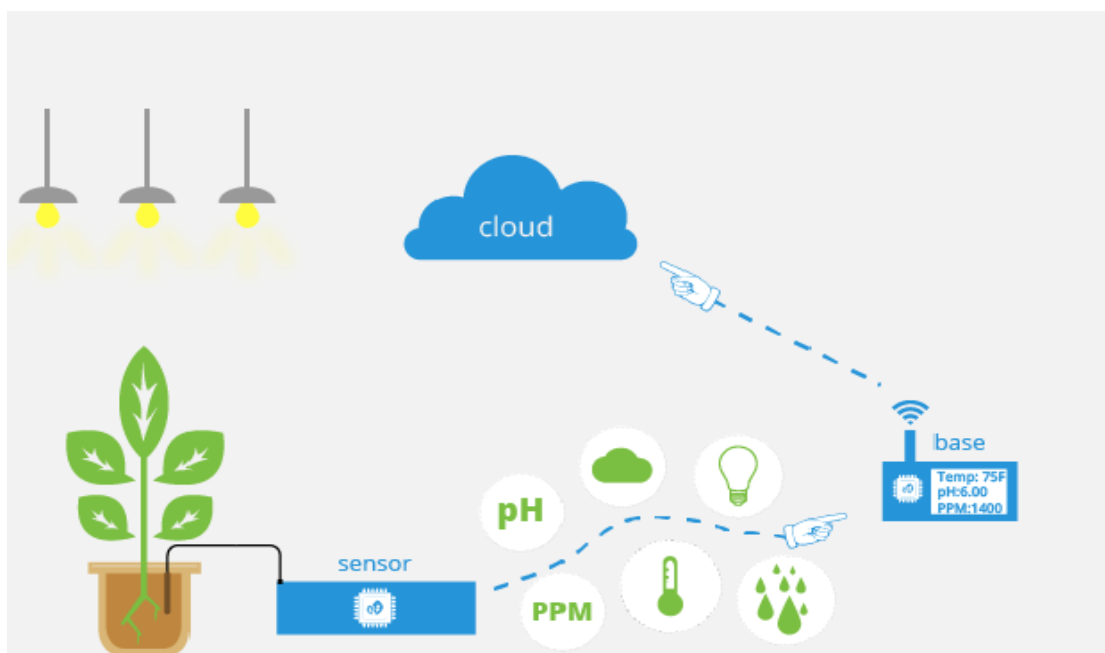 cloud
base
Temp: 75F
pH:6.00
PPM:1400
pH
sensor
PPM